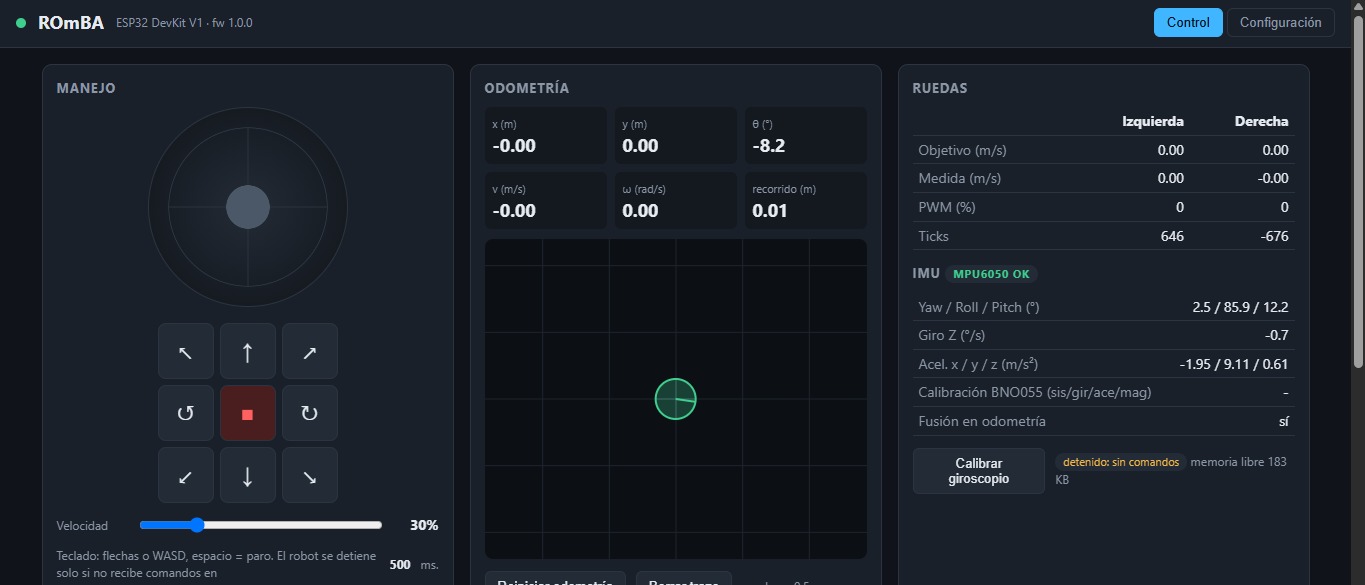 ROmBA ESP32 DevKit V1 · fw 1.0.0 Control Configuración
MANEJO
↖ ↑ ↗
↺ ■ ↻
↙ ↓ ↘
Velocidad 30%
Teclado: flechas o WASD, espacio = paro. El robot se detiene
solo si no recibe comandos en 500 ms.
ODOMETRÍA
x (m) y (m) θ (°)
-0.00 0.00 -8.2
v (m/s) ω (rad/s) recorrido (m)
-0.00 0.00 0.01
Reiniciar odometría
RUEDAS
Izquierda Derecha
Objetivo (m/s) 0.00 0.00
Medida (m/s) 0.00 -0.00
PWM (%) 0 0
Ticks 646 -676
IMU MPU6050 OK
Yaw / Roll / Pitch (°) 2.5 / 85.9 / 12.2
Giro Z (°/s) -0.7
Acel. x / y / z (m/s²) -1.95 / 9.11 / 0.61
Calibración BNO055 (sis/gir/ace/mag) -
Fusión en odometría sí
Calibrar
giroscopio
detenido: sin comandos memoria libre 183
KB